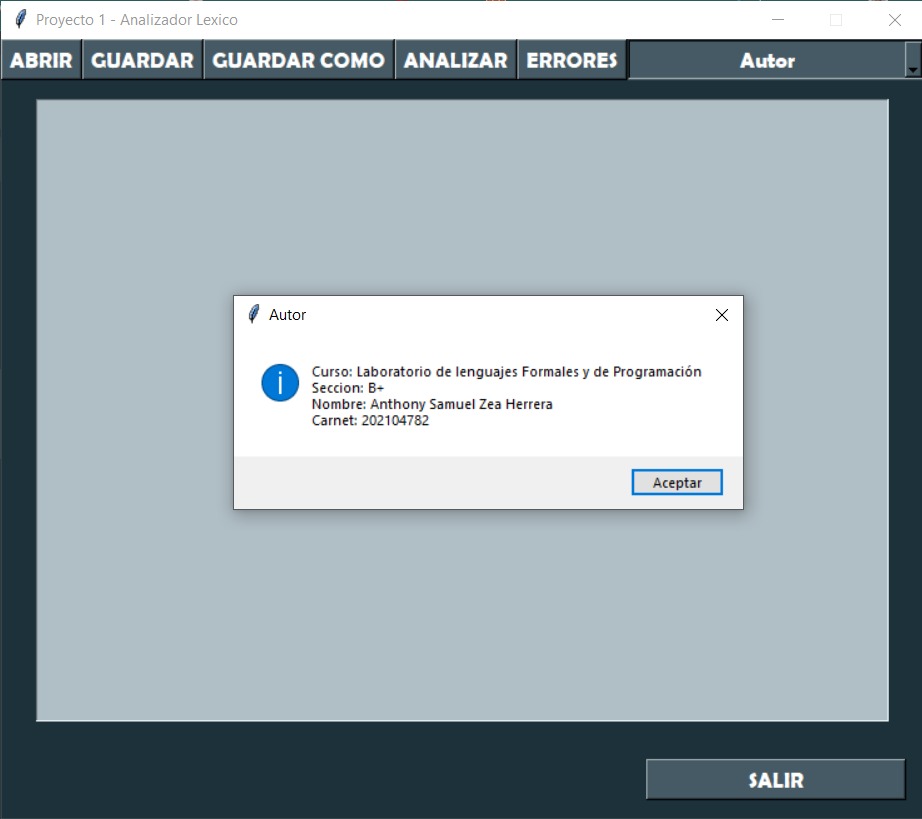 Proyecto 1 - Analizador Lexico
ABRIR GUARDAR GUARDAR COMO ANALIZAR ERRORES Autor
Autor
Curso: Laboratorio de lenguajes Formales y de Programación
Seccion: B+
Nombre: Anthony Samuel Zea Herrera
Carnet: 202104782
Aceptar
SALIR